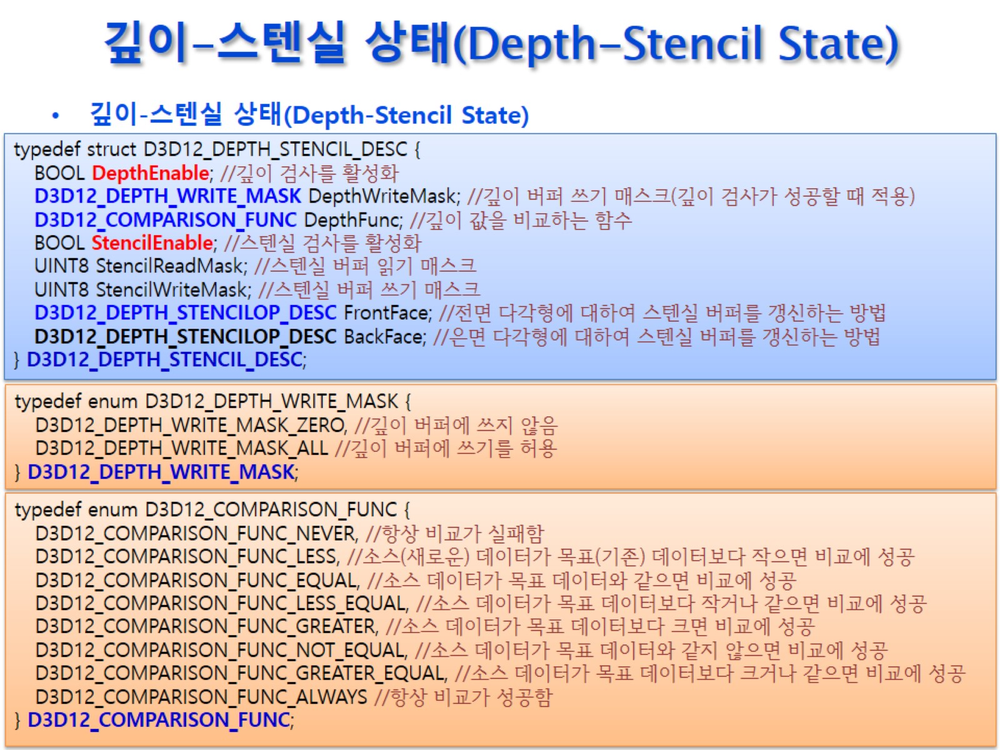 깊이-스텐실 상태(Depth-Stencil State)
• 깊이-스텐실 상태(Depth-Stencil State)
typedef struct D3D12_DEPTH_STENCIL_DESC {
BOOL DepthEnable; //깊이 검사를 활성화
D3D12_DEPTH_WRITE_MASK DepthWriteMask; //깊이 버퍼 쓰기 매스크(깊이 검사가 성공할 때 적용)
D3D12_COMPARISON_FUNC DepthFunc; //깊이 값을 비교하는 함수
BOOL StencilEnable; //스텐실 검사를 활성화
UINT8 StencilReadMask; //스텐실 버퍼 읽기 매스크
UINT8 StencilWriteMask; //스텐실 버퍼 쓰기 매스크
D3D12_DEPTH_STENCILOP_DESC FrontFace; //전면 다각형에 대하여 스텐실 버퍼를 갱신하는 방법
D3D12_DEPTH_STENCILOP_DESC BackFace; //은면 다각형에 대하여 스텐실 버퍼를 갱신하는 방법
} D3D12_DEPTH_STENCIL_DESC;
typedef enum D3D12_DEPTH_WRITE_MASK {
D3D12_DEPTH_WRITE_MASK_ZERO, //깊이 버퍼에 쓰지 않음
D3D12_DEPTH_WRITE_MASK_ALL //깊이 버퍼에 쓰기를 허용
} D3D12_DEPTH_WRITE_MASK;
typedef enum D3D12_COMPARISON_FUNC {
D3D12_COMPARISON_FUNC_NEVER, //항상 비교가 실패함
D3D12_COMPARISON_FUNC_LESS, //소스(새로운) 데이터가 목표(기존) 데이터보다 작으면 비교에 성공
D3D12_COMPARISON_FUNC_EQUAL, //소스 데이터가 목표 데이터와 같으면 비교에 성공
D3D12_COMPARISON_FUNC_LESS_EQUAL, //소스 데이터가 목표 데이터보다 작거나 같으면 비교에 성공
D3D12_COMPARISON_FUNC_GREATER, //소스 데이터가 목표 데이터보다 크면 비교에 성공
D3D12_COMPARISON_FUNC_NOT_EQUAL, //소스 데이터가 목표 데이터와 같지 않으면 비교에 성공
D3D12_COMPARISON_FUNC_GREATER_EQUAL, //소스 데이터가 목표 데이터보다 크거나 같으면 비교에 성공
D3D12_COMPARISON_FUNC_ALWAYS //항상 비교가 성공함
} D3D12_COMPARISON_FUNC;